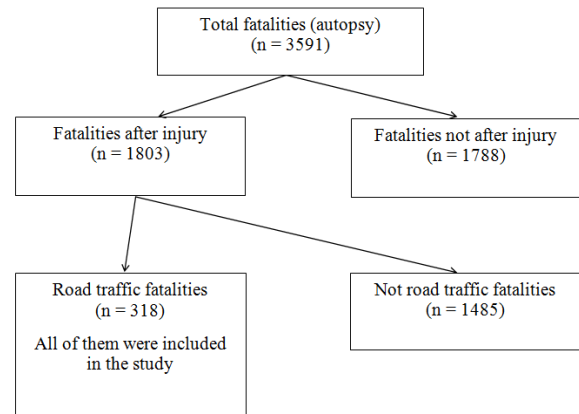 Total fatalities (autopsy)
(n = 3591)
Fatalities after injury
(n = 1803)
Fatalities not after injury
(n = 1788)
Road traffic fatalities
(n = 318)
All of them were included
in the study
Not road traffic fatalities
(n = 1485)